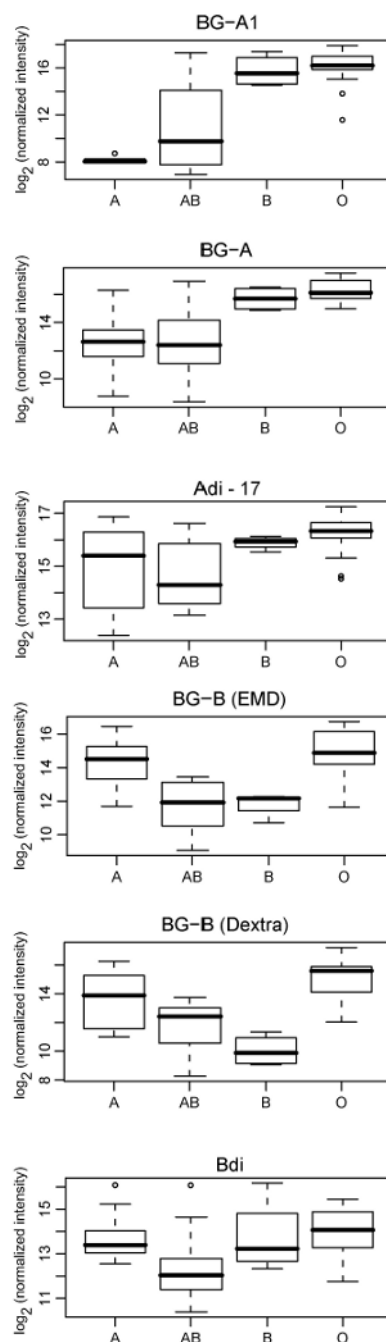 BG-A1
log2 (normalized intensity)
16
12
8
A AB B O
BG-A
log2 (normalized intensity)
14
10
A AB B O
Adi - 17
log2 (normalized intensity)
17
15
13
A AB B O
BG-B (EMD)
log2 (normalized intensity)
16
14
12
10
A AB B O
BG-B (Dextra)
log2 (normalized intensity)
14
10
8
A AB B O
Bdi
log2 (normalized intensity)
15
13
11
A AB B O